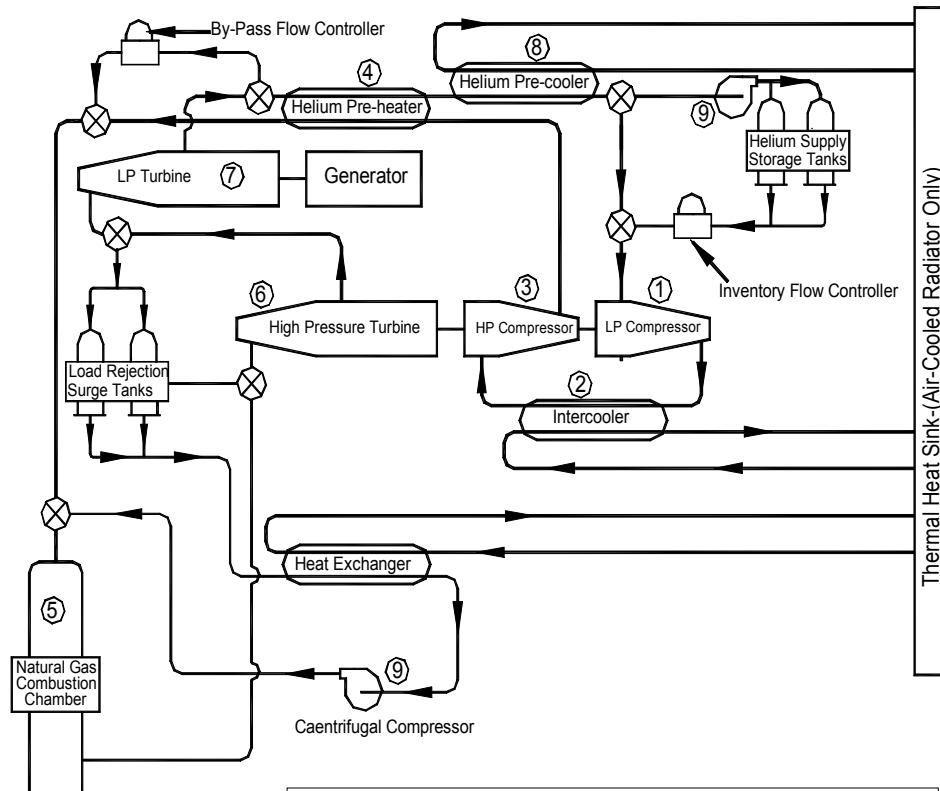 By-Pass Flow Controller
8
4
Helium Pre-cooler
Helium Pre-heater
9
Helium Supply
Storage Tanks
LP Turbine
7
Generator
Inventory Flow Controller
6
3
1
High Pressure Turbine
HP Compressor
LP Compressor
Load Rejection
Surge Tanks
2
Intercooler
Heat Exchanger
5
Natural Gas
Combustion
Chamber
9
Caentrifugal Compressor
Thermal Heat Sink-(Air-Cooled Radiator Only)